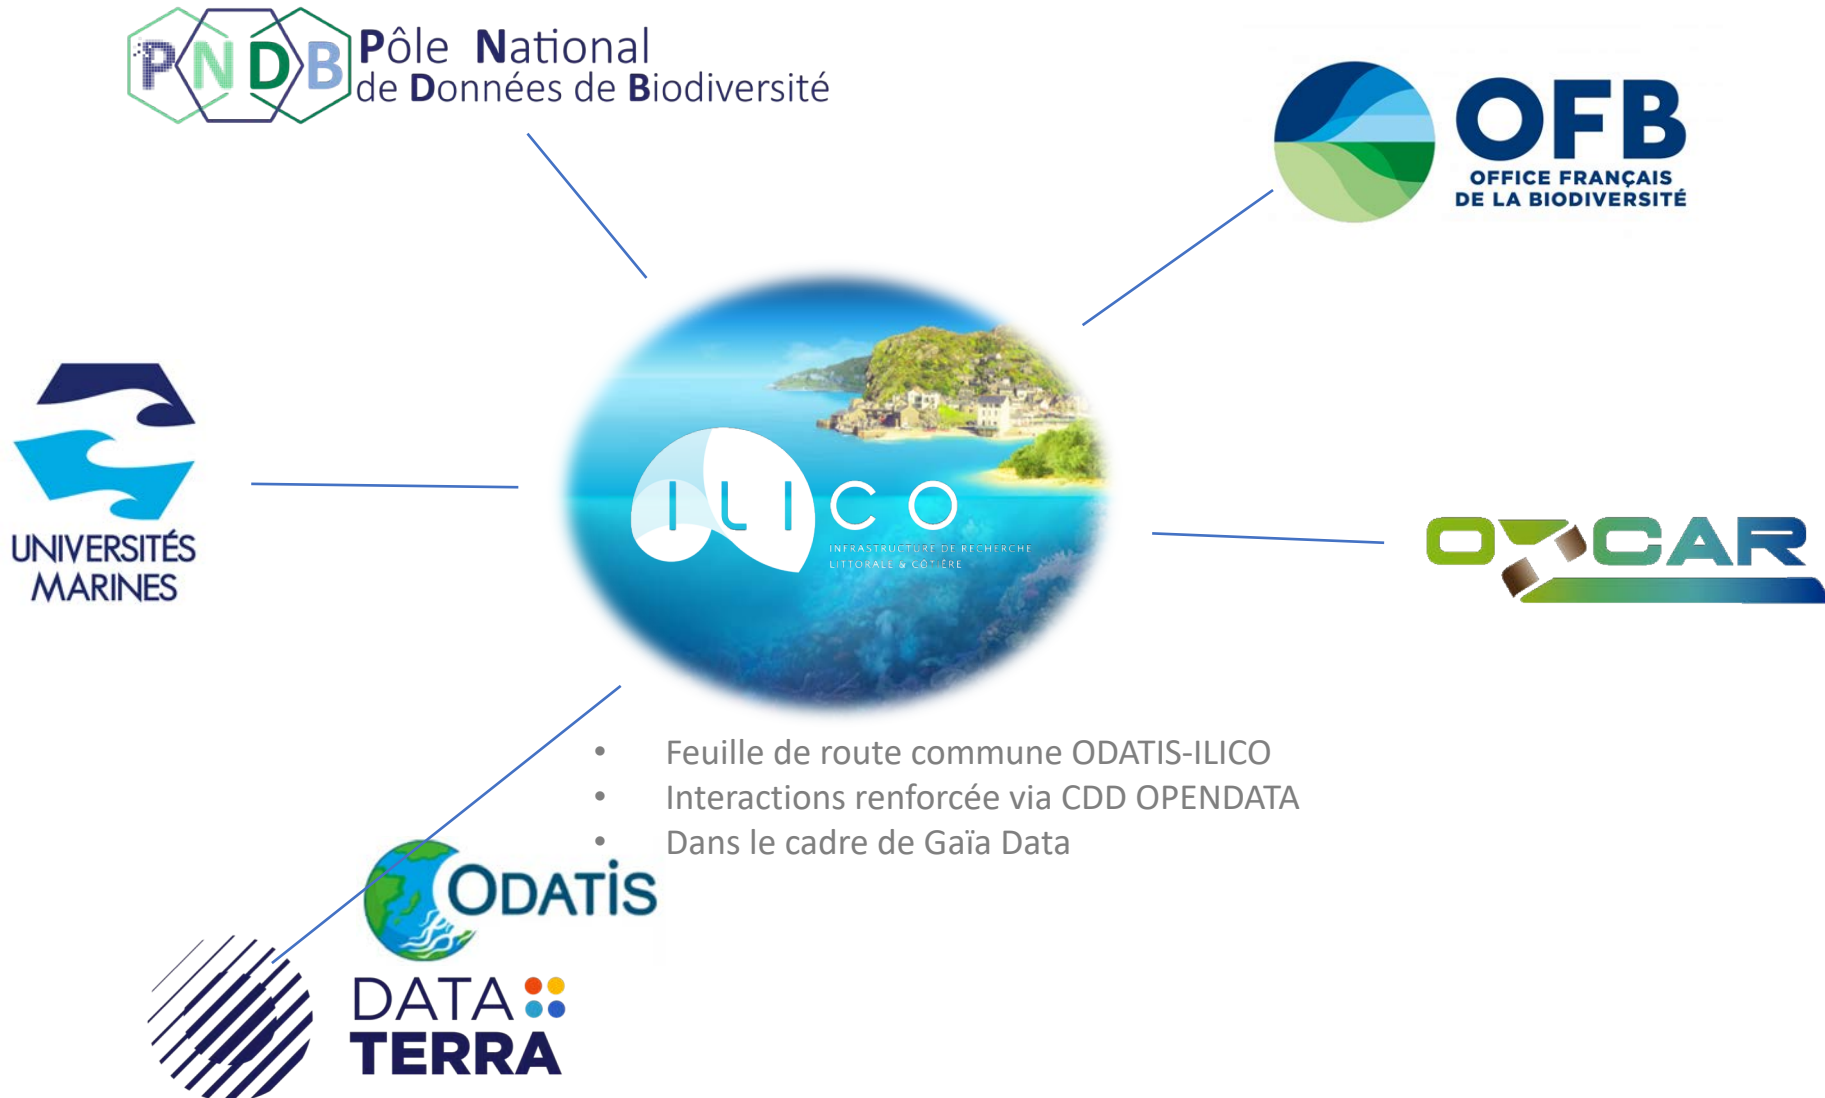 PNDB
Pôle National
de Données de Biodiversité
OFB
OFFICE FRANÇAIS
DE LA BIODIVERSITÉ
UNIVERSITÉS
MARINES
ILICO
INFRASTRUCTURE DE RECHERCHE
LITTORALE & CÔTIÈRE
OZCAR
• Feuille de route commune ODATIS-ILICO
• Interactions renforcée via CDD OPENDATA
• Dans le cadre de Gaïa Data
ODATiS
DATA
TERRA